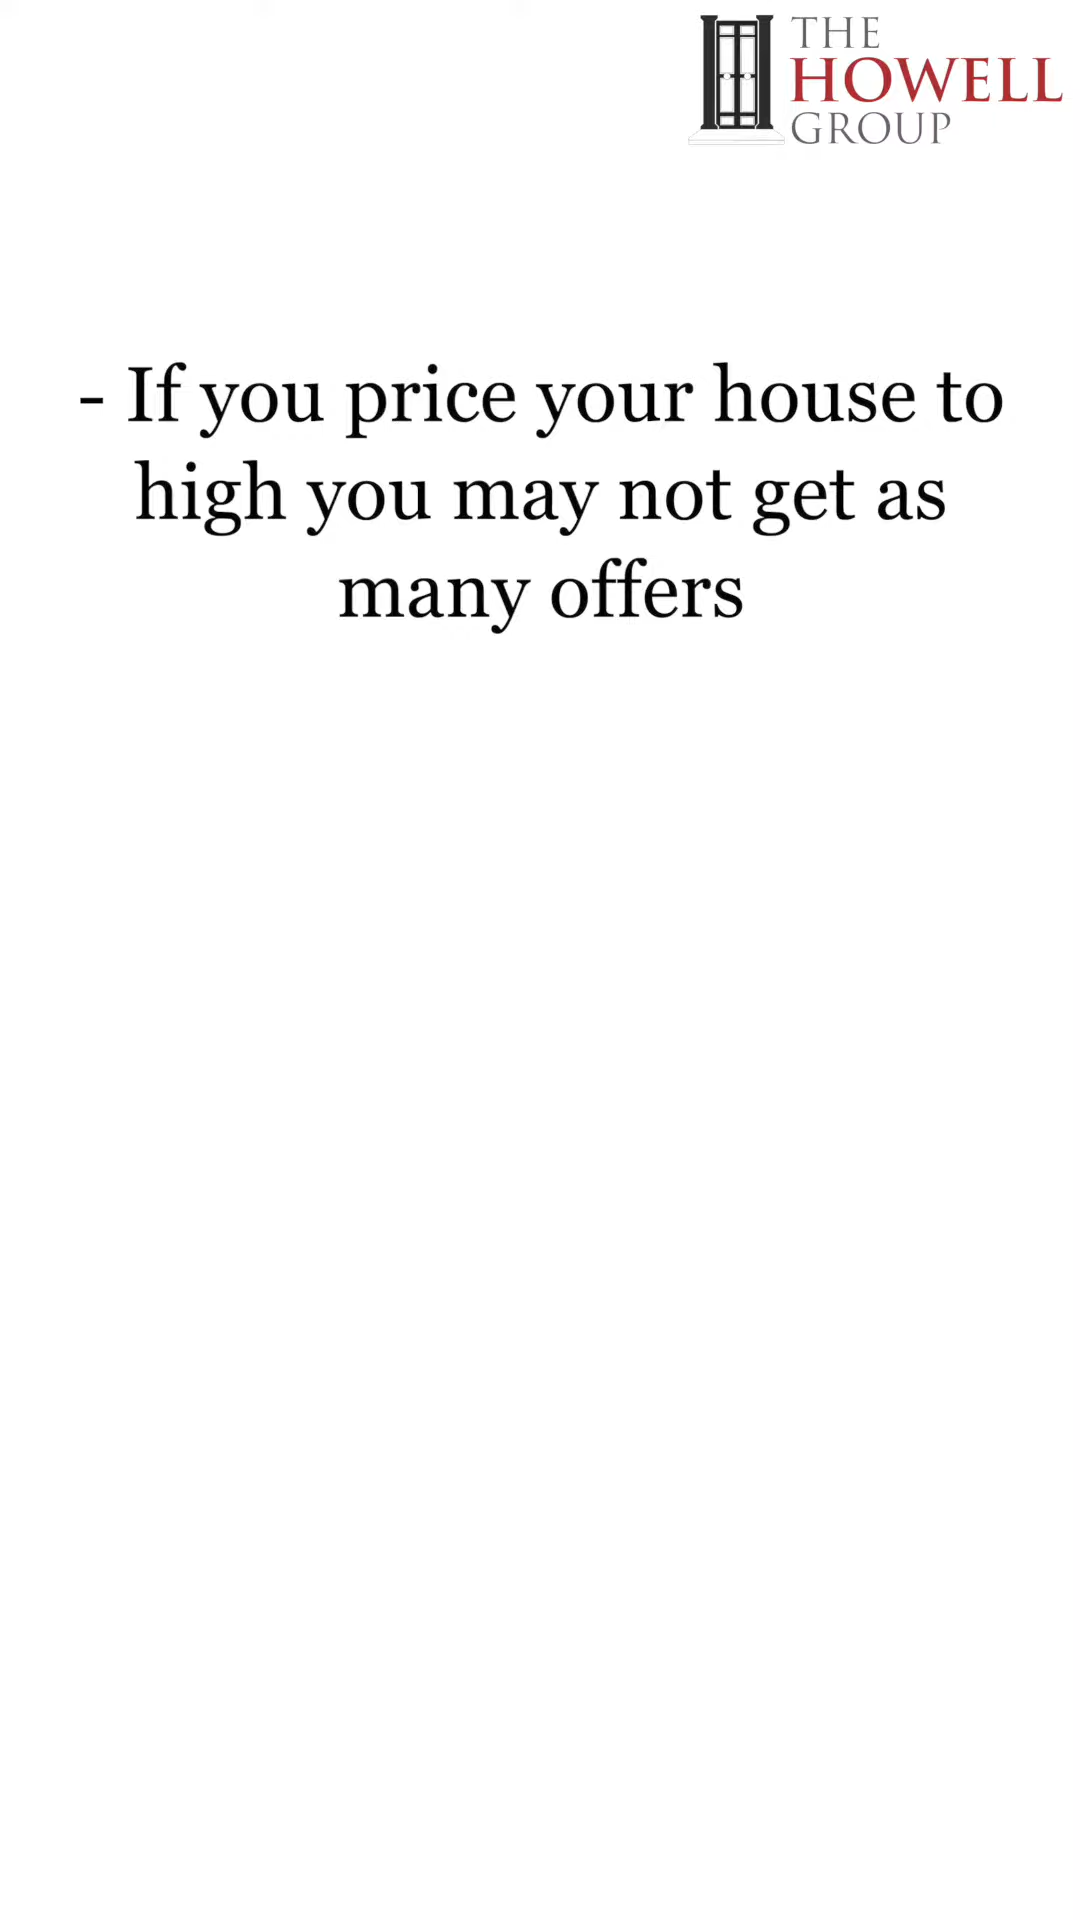 THE
HOWELL
GROUP
- If you price your house to
high you may not get as
many offers